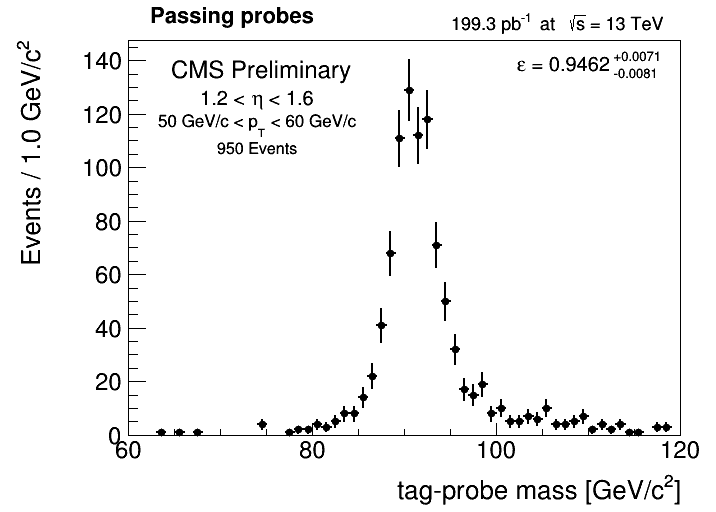 Passing probes
199.3 pb⁻¹ at √s = 13 TeV
CMS Preliminary
1.2 < η < 1.6
50 GeV/c < p_T < 60 GeV/c
950 Events
ε = 0.9462 +0.0071 -0.0081
Events / 1.0 GeV/c²
140
120
100
80
60
40
20
0
60 80 100 120
tag-probe mass [GeV/c²]